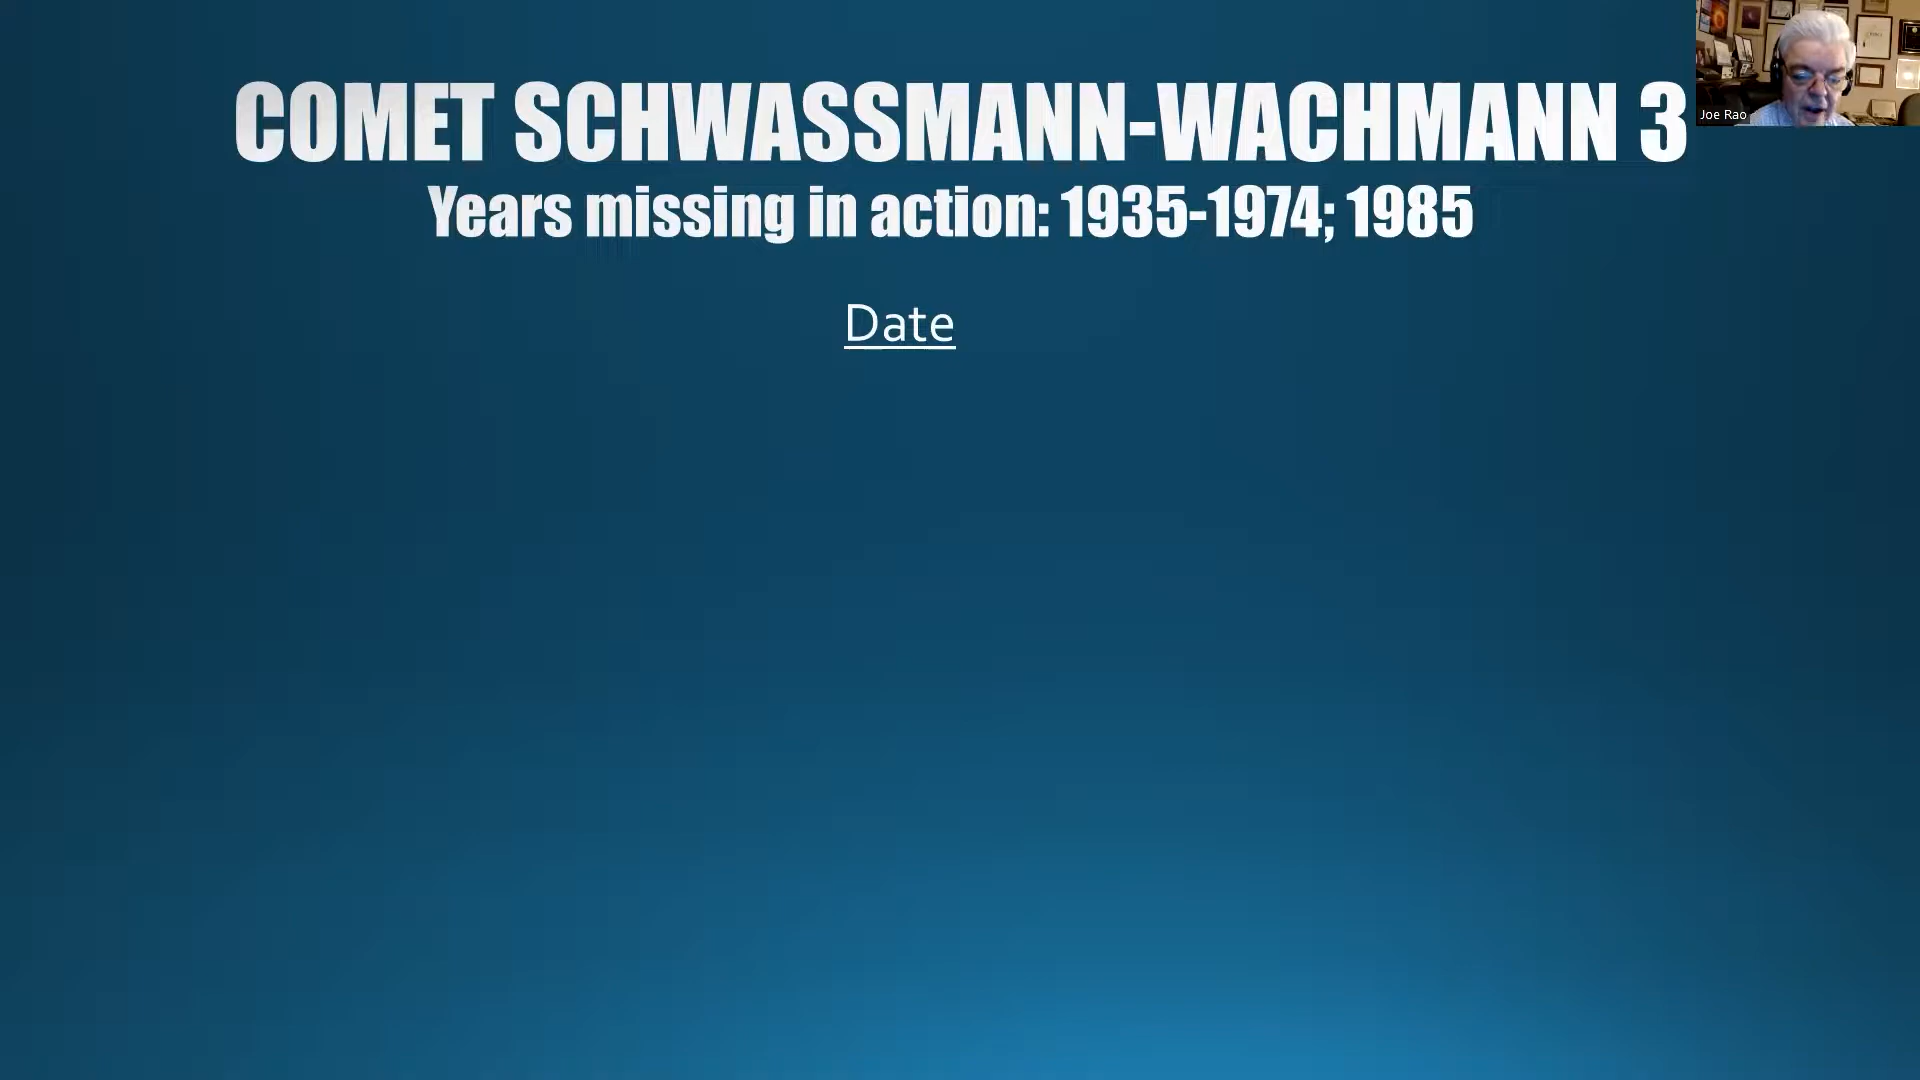 COMET SCHWASSMANN-WACHMANN 3
Years missing in action: 1935-1974; 1985
Date
Joe Rao